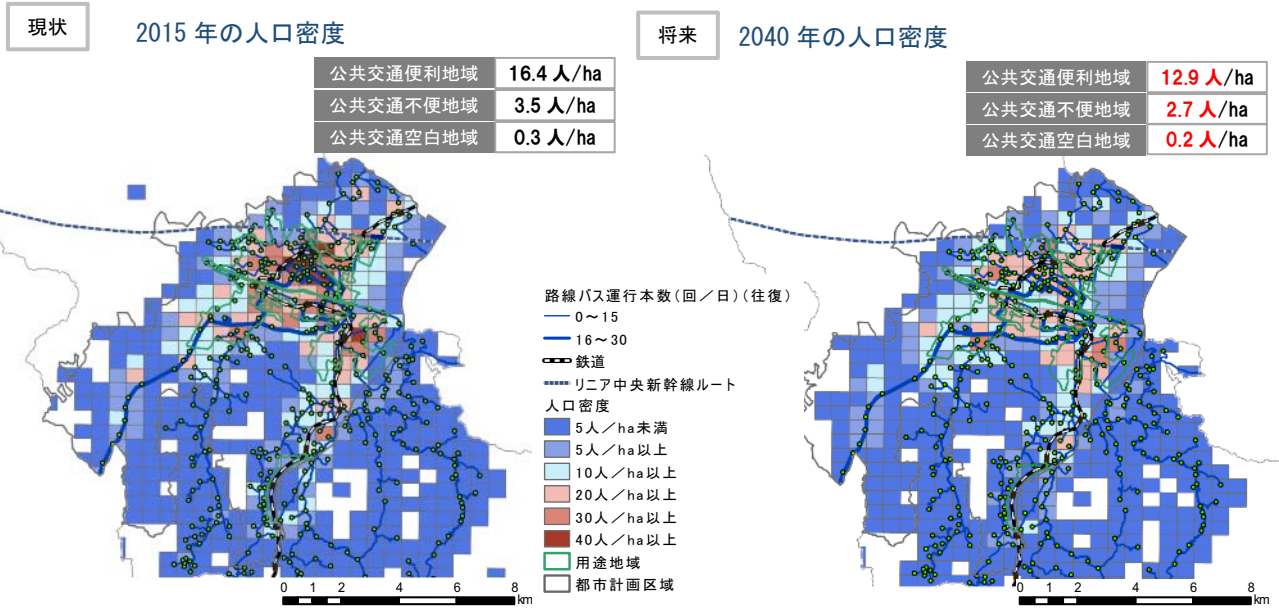 現状
2015 年の人口密度
公共交通便利地域 16.4 人/ha
公共交通不便地域 3.5 人/ha
公共交通空白地域 0.3 人/ha
将来
2040 年の人口密度
公共交通便利地域 12.9 人/ha
公共交通不便地域 2.7 人/ha
公共交通空白地域 0.2 人/ha
路線バス運行本数(回／日)(往復)
0～15
16～30
鉄道
リニア中央新幹線ルート
人口密度
5人／ha未満
5人／ha以上
10人／ha以上
20人／ha以上
30人／ha以上
40人／ha以上
用途地域
都市計画区域
0 1 2 4 6 8
km
0 1 2 4 6 8
km